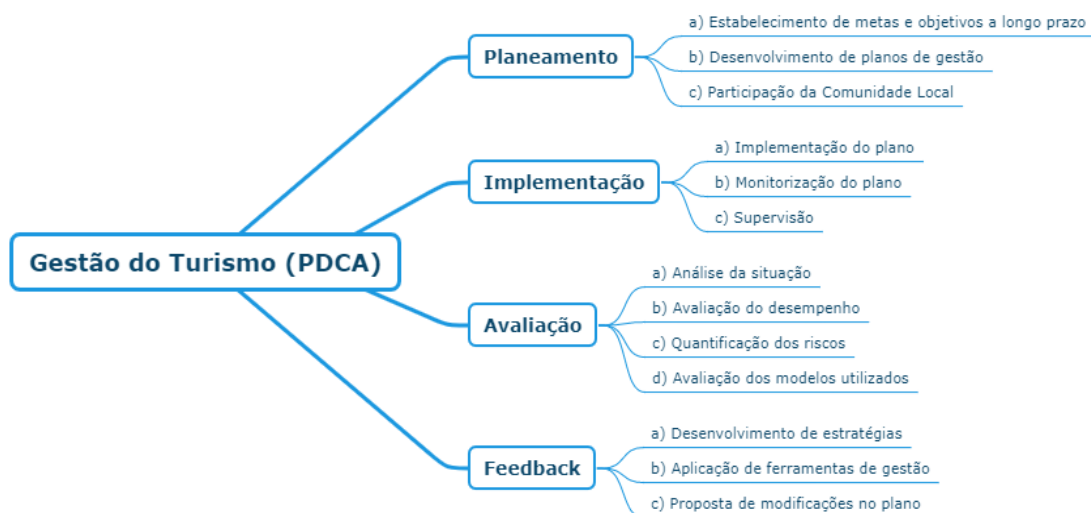 Gestão do Turismo (PDCA)
Planeamento
a) Estabelecimento de metas e objetivos a longo prazo
b) Desenvolvimento de planos de gestão
c) Participação da Comunidade Local
Implementação
a) Implementação do plano
b) Monitorização do plano
c) Supervisão
Avaliação
a) Análise da situação
b) Avaliação do desempenho
c) Quantificação dos riscos
d) Avaliação dos modelos utilizados
Feedback
a) Desenvolvimento de estratégias
b) Aplicação de ferramentas de gestão
c) Proposta de modificações no plano